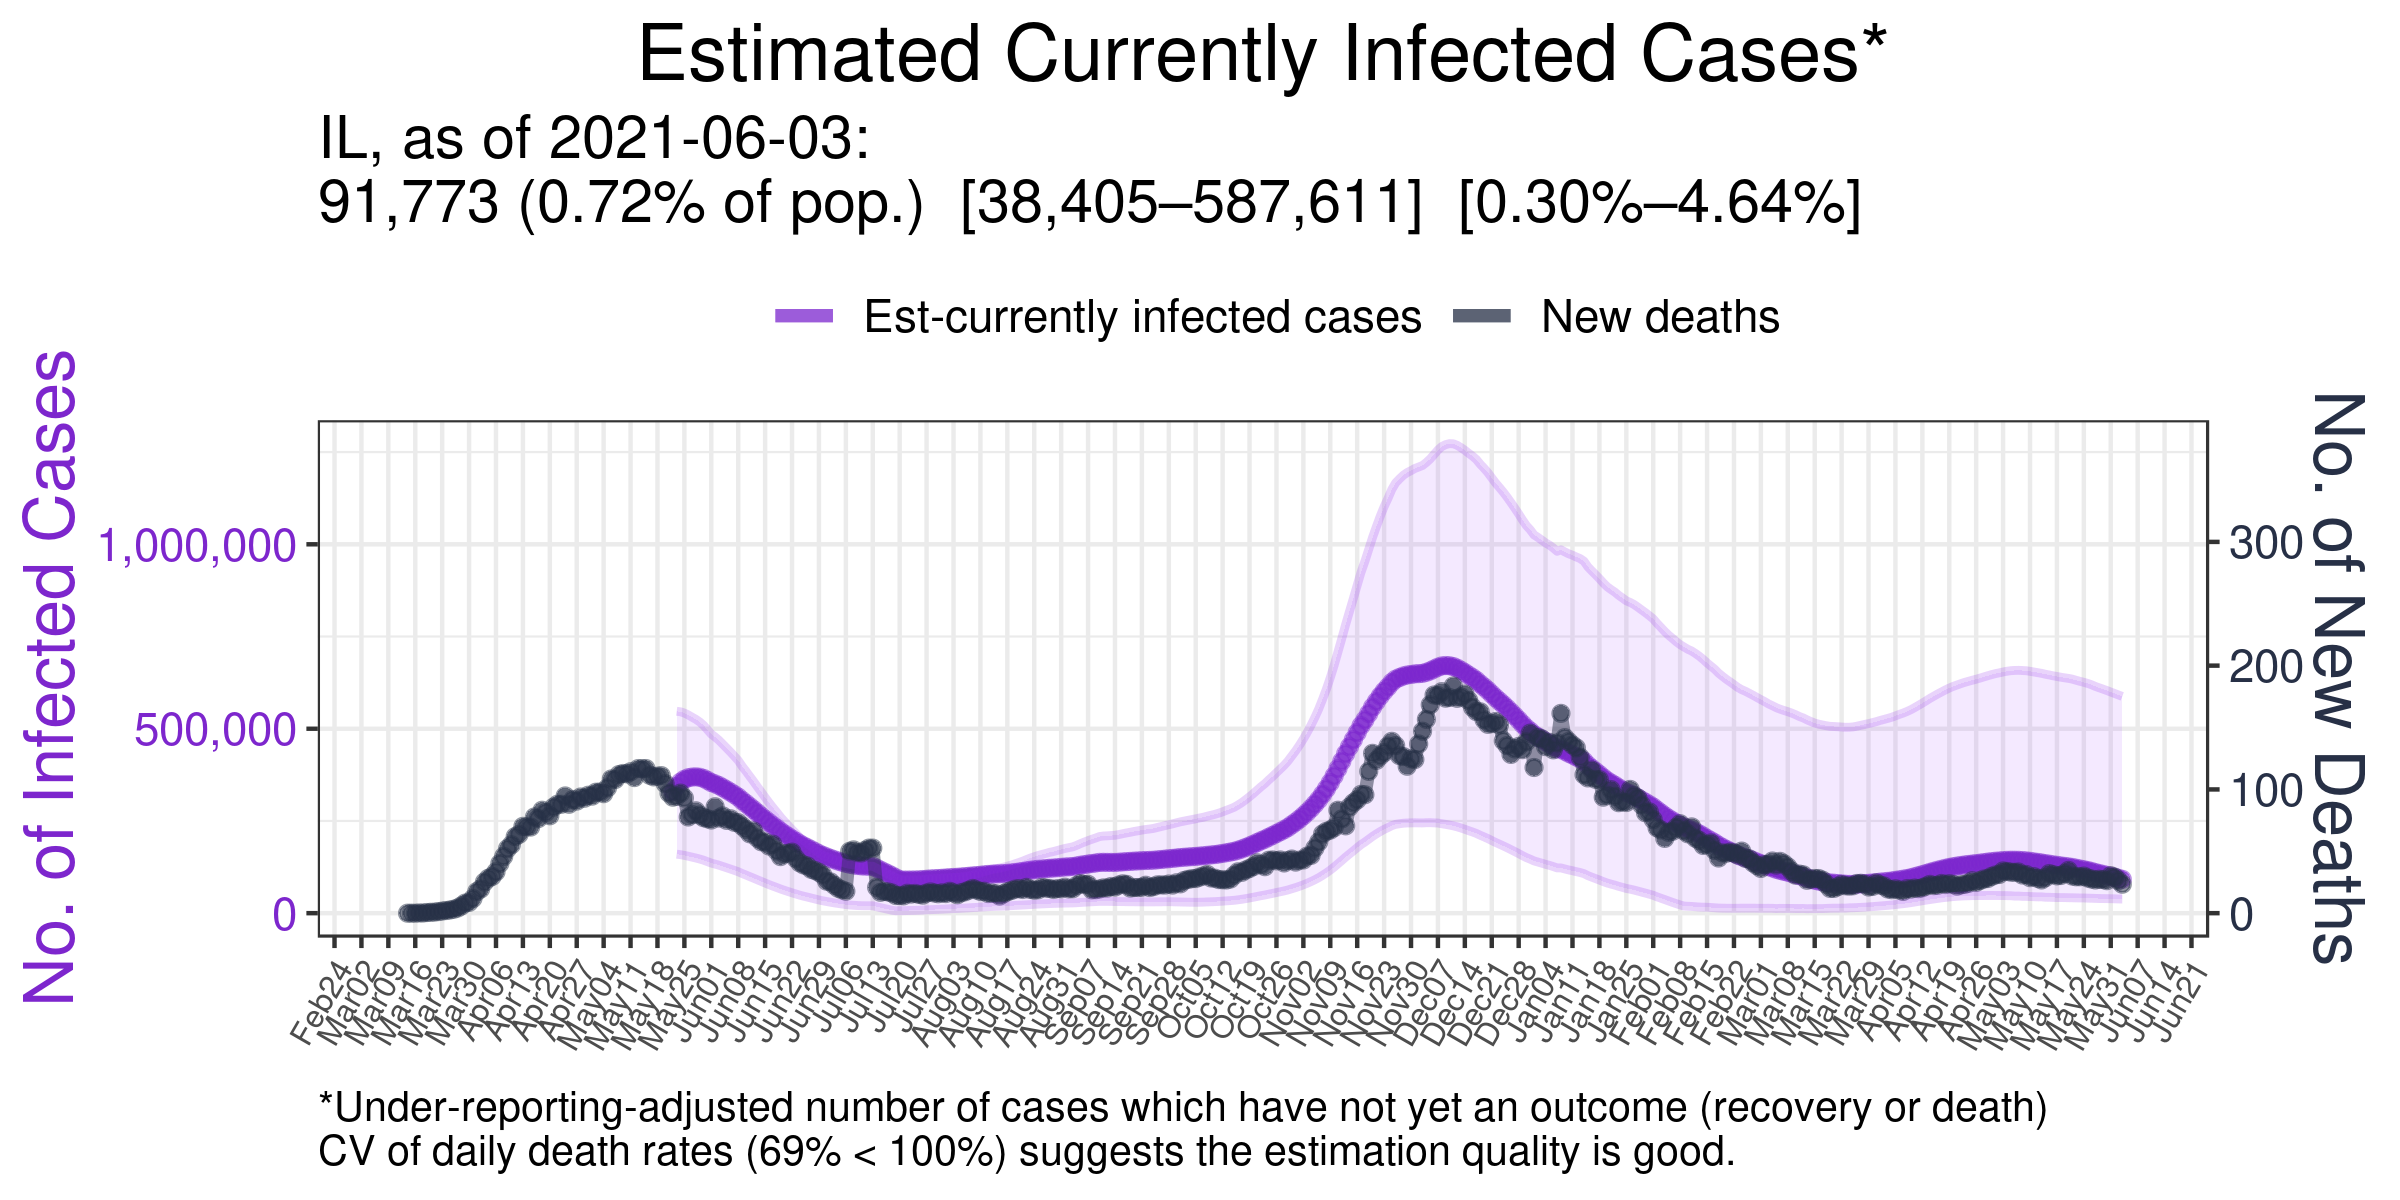 Estimated Currently Infected Cases*
IL, as of 2021-06-03:
91,773 (0.72% of pop.) [38,405–587,611] [0.30%–4.64%]
Est-currently infected cases
New deaths
No. of Infected Cases
1,000,000
500,000
0
300
200
100
0
No. of New Deaths
Feb24
Mar02
Mar09
Mar16
Mar23
Mar30
Apr06
Apr13
Apr20
Apr27
May04
May11
May18
May25
Jun01
Jun08
Jun15
Jun22
Jun29
Jul06
Jul13
Jul20
Jul27
Aug03
Aug10
Aug17
Aug24
Aug31
Sep07
Sep14
Sep21
Sep28
Oct05
Oct12
Oct19
Oct26
Nov02
Nov09
Nov16
Nov23
Nov30
Dec07
Dec14
Dec21
Dec28
Jan04
Jan11
Jan18
Jan25
Feb01
Feb08
Feb15
Feb22
Mar01
Mar08
Mar15
Mar22
Mar29
Apr05
Apr12
Apr19
Apr26
May03
May10
May17
May24
May31
Jun07
Jun14
Jun21
*Under-reporting-adjusted number of cases which have not yet an outcome (recovery or death)
CV of daily death rates (69% < 100%) suggests the estimation quality is good.